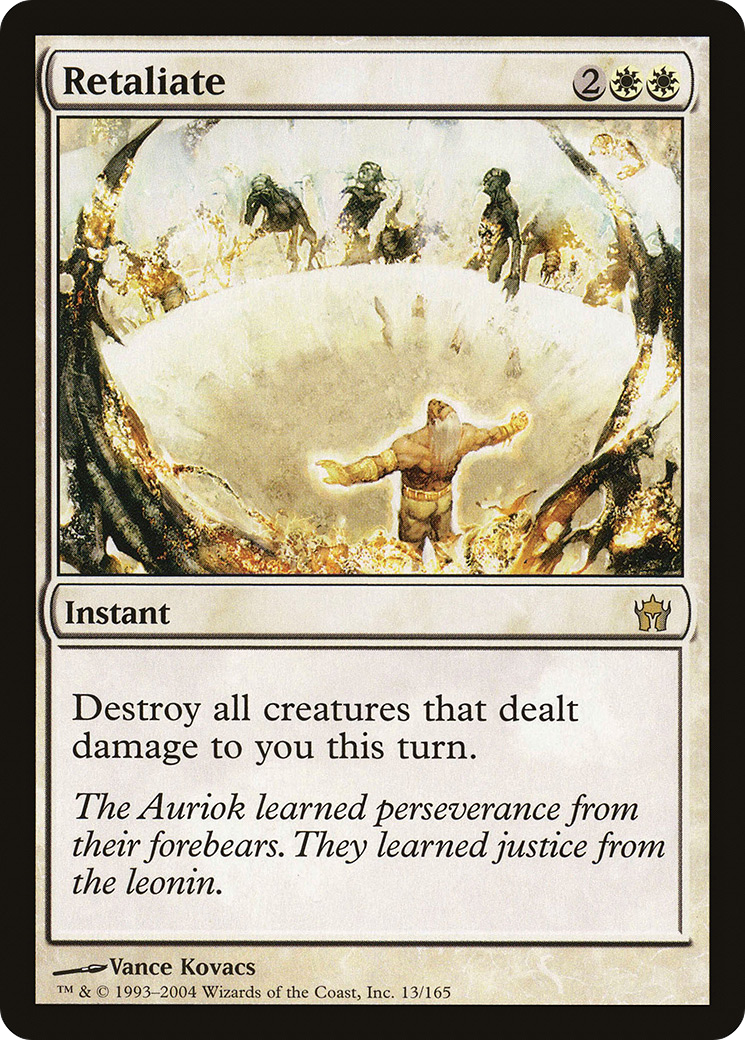 Retaliate 2
Instant
Destroy all creatures that dealt
damage to you this turn.
The Auriok learned perseverance from
their forebears. They learned justice from
the leonin.
Vance Kovacs
™ & © 1993–2004 Wizards of the Coast, Inc. 13/165